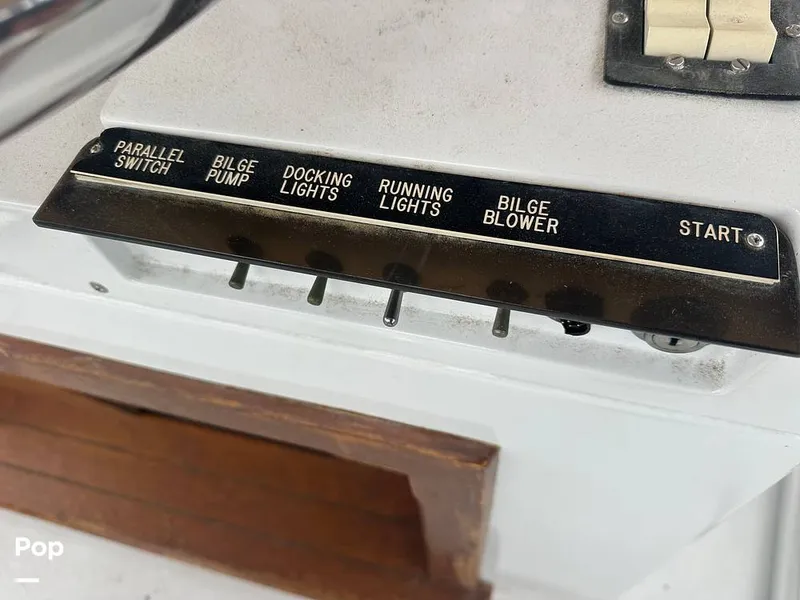 PARALLEL
SWITCH
BILGE
PUMP
DOCKING
LIGHTS
RUNNING
LIGHTS
BILGE
BLOWER
START
Pop